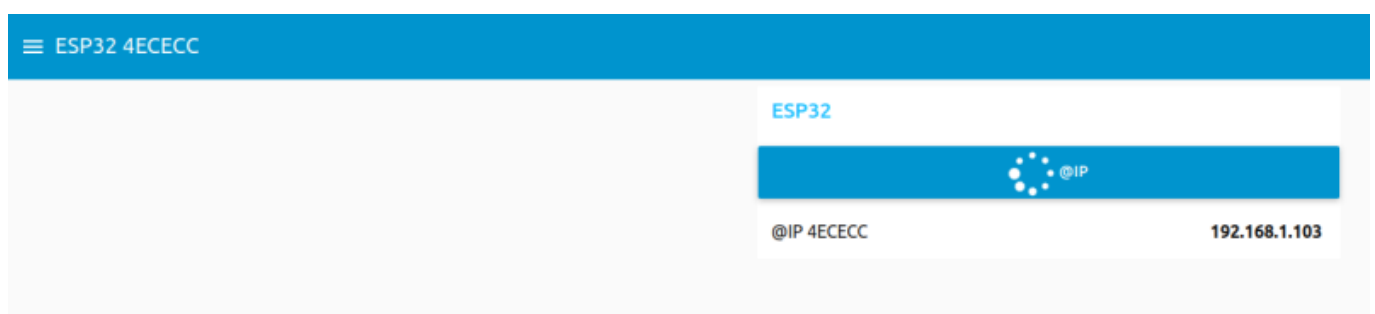 ESP32 4ECECC
ESP32
@IP
@IP 4ECECC 192.168.1.103